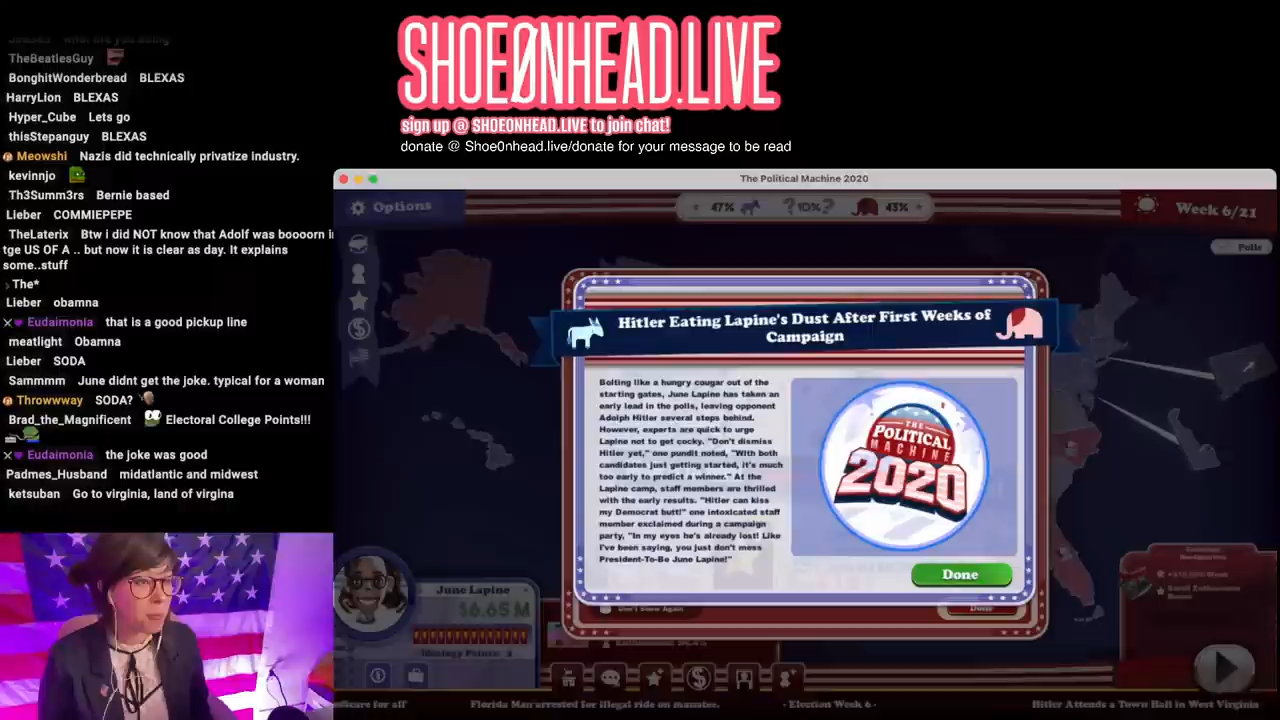 SHOE0NHEAD.LIVE
sign up @ SHOE0NHEAD.LIVE to join chat!
donate @ Shoe0nhead.live/donate for your message to be read
TheBeatlesGuy
BonghitWonderbread BLEXAS
HarryLion BLEXAS
Hyper_Cube Lets go
thisStepanguy BLEXAS
Meowshi Nazis did technically privatize industry.
kevinnjo
Th3Summ3rs Bernie based
Lieber COMMIEPEPE
TheLaterix Btw i did NOT know that Adolf was boooorn in
tge US OF A .. but now it is clear as day. It explains
some..stuff
The*
Lieber obamna
Eudaimonia that is a good pickup line
meatlight Obamna
Lieber SODA
Sammmm June didnt get the joke. typical for a woman
Throwwway SODA?
Brad_the_Magnificent Electoral College Points!!!
Eudaimonia the joke was good
Padmes_Husband midatlantic and midwest
ketsuban Go to virginia, land of virgina
The Political Machine 2020
Options
47% ?10%? 43%
Week 6/21
Polls
Hitler Eating Lapine's Dust After First Weeks of
Campaign
Bolting like a hungry cougar out of the
starting gates, June Lapine has taken an
early lead in the polls, leaving opponent
Adolph Hitler several steps behind.
However, experts are quick to urge
Lapine not to get cocky. "Don't dismiss
Hitler yet," one pundit noted, "With both
candidates just getting started, it's much
too early to predict a winner." At the
Lapine camp, staff members are thrilled
with the early results. "Hitler can kiss
my Democrat butt!" one intoxicated staff
member exclaimed during a campaign
party, "In my eyes he's already lost! Like
I've been saying, you just don't mess
President-To-Be June Lapine!"
THE
POLITICAL
MACHINE
2020
Done
Don't Show Again
Done
June Lapine
$6.65 M
Ideology Points: 3
Florida Man arrested for illegal ride on manatee.
- Election Week 6 -
Hitler Attends a Town Hall in West Virginia